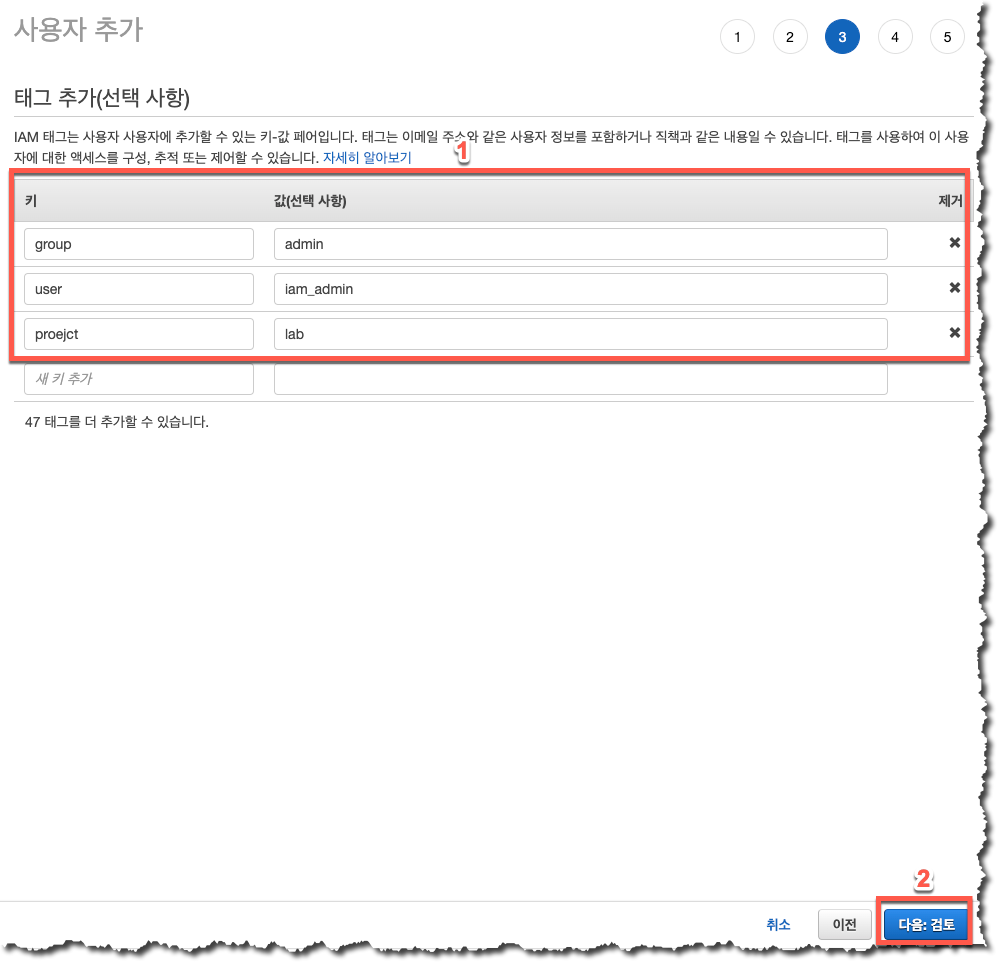 사용자 추가
1 2 3 4 5
태그 추가(선택 사항)
IAM 태그는 사용자 사용자에 추가할 수 있는 키-값 페어입니다. 태그는 이메일 주소와 같은 사용자 정보를 포함하거나 직책과 같은 내용일 수 있습니다. 태그를 사용하여 이 사용
자에 대한 액세스를 구성, 추적 또는 제어할 수 있습니다. 자세히 알아보기
1
키 값(선택 사항) 제거
group admin ✖
user iam_admin ✖
proejct lab ✖
새 키 추가
47 태그를 더 추가할 수 있습니다.
2
취소 이전 다음: 검토